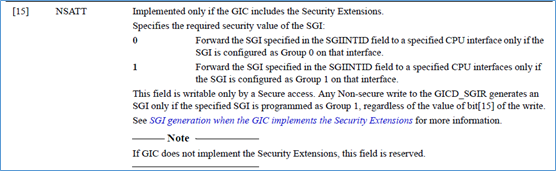 [15] NSATT Implemented only if the GIC includes the Security Extensions.
Specifies the required security value of the SGI:
0 Forward the SGI specified in the SGIINTID field to a specified CPU interface only if the
SGI is configured as Group 0 on that interface.
1 Forward the SGI specified in the SGIINTID field to a specified CPU interfaces only if
the SGI is configured as Group 1 on that interface.
This field is writable only by a Secure access. Any Non-secure write to the GICD_SGIR generates an
SGI only if the specified SGI is programmed as Group 1, regardless of the value of bit[15] of the write.
See SGI generation when the GIC implements the Security Extensions for more information.
Note
If GIC does not implement the Security Extensions, this field is reserved.